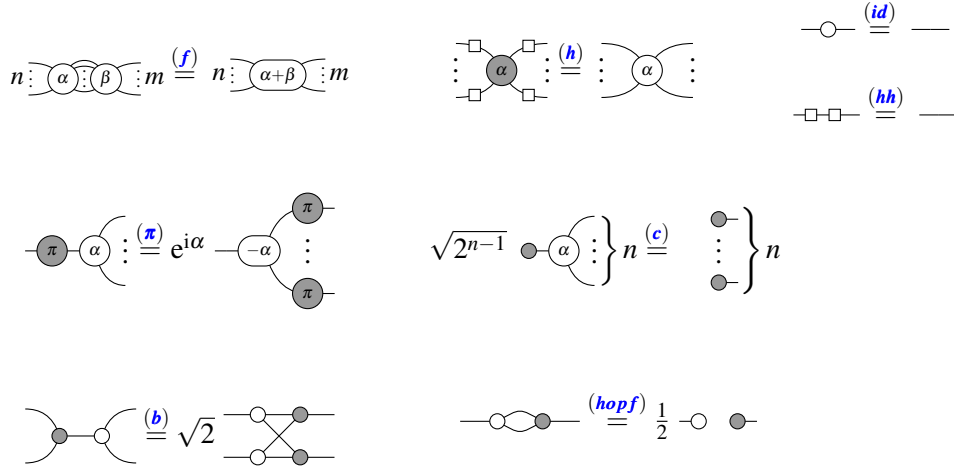 n α β m (f) = n α+β m
α (h) = α
(id) =
(hh) =
π α (π) = e^{iα} -α π π
√2^{n-1} α } n (c) = } n
(b) = √2
(hopf) = 1/2